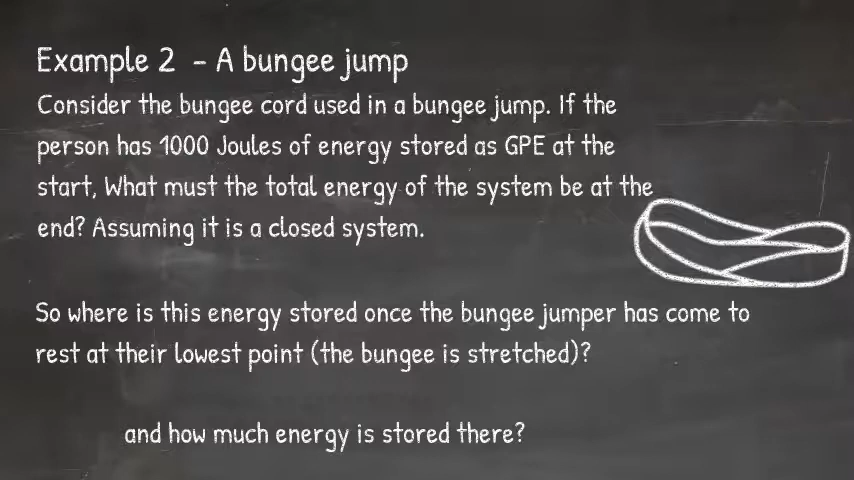 Example 2 - A bungee jump
Consider the bungee cord used in a bungee jump. If the
person has 1000 Joules of energy stored as GPE at the
start, What must the total energy of the system be at the
end? Assuming it is a closed system.
So where is this energy stored once the bungee jumper has come to
rest at their lowest point (the bungee is stretched)?
and how much energy is stored there?